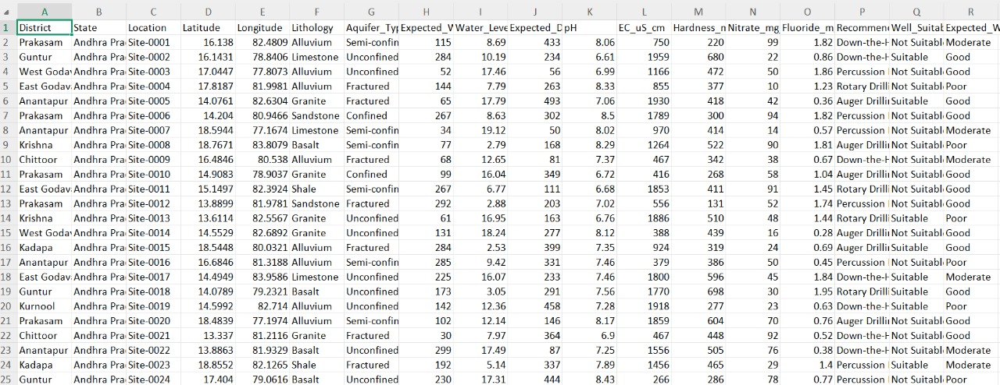 A B C D E F G H I J K L M N O P Q R
1 District State Location Latitude Longitude Lithology Aquifer_Typ Expected_W Water_Leve Expected_D pH EC_uS_cm Hardness_m Nitrate_mg Fluoride_m Recommen Well_Suitab Expected_W
2 Prakasam Andhra Pra Site-0001 16.138 82.4809 Alluvium Semi-confin 115 8.69 433 8.06 750 220 99 1.82 Down-the-H Not Suitabl Moderate
3 Guntur Andhra Pra Site-0002 16.1431 78.8406 Limestone Unconfined 284 10.19 234 6.61 1959 680 22 0.86 Down-the-H Suitable Good
4 West Godav Andhra Pra Site-0003 17.0447 77.8073 Alluvium Unconfined 52 17.46 56 6.99 1166 472 50 1.86 Percussion Not Suitabl Good
5 East Godav Andhra Pra Site-0004 17.8187 81.9981 Alluvium Fractured 144 7.79 263 8.33 855 377 10 1.23 Rotary Drilli Not Suitabl Poor
6 Anantapur Andhra Pra Site-0005 14.0761 82.6304 Granite Fractured 65 17.79 493 7.06 1930 418 42 0.36 Auger Drilli Suitable Good
7 Prakasam Andhra Pra Site-0006 14.204 80.9466 Sandstone Confined 267 8.63 302 8.5 1789 300 94 1.82 Percussion Not Suitabl Good
8 Anantapur Andhra Pra Site-0007 18.5944 77.1674 Limestone Semi-confin 34 19.12 50 8.02 970 414 14 0.57 Percussion Not Suitabl Moderate
9 Krishna Andhra Pra Site-0008 18.7671 83.8079 Basalt Semi-confin 77 2.79 168 8.29 1264 522 90 1.81 Auger Drilli Not Suitabl Poor
10 Chittoor Andhra Pra Site-0009 16.4846 80.538 Alluvium Fractured 68 12.65 81 7.37 467 342 38 0.67 Down-the-H Not Suitabl Moderate
11 Prakasam Andhra Pra Site-0010 14.9083 78.9037 Granite Confined 99 16.04 349 6.72 416 268 58 1.04 Auger Drilli Not Suitabl Good
12 East Godav Andhra Pra Site-0011 15.1497 82.3924 Shale Semi-confin 267 6.77 111 6.68 1853 411 91 1.45 Rotary Drilli Not Suitabl Good
13 Prakasam Andhra Pra Site-0012 13.8899 81.9781 Sandstone Fractured 292 2.88 203 7.02 556 131 52 1.74 Percussion Not Suitabl Good
14 Krishna Andhra Pra Site-0013 13.6114 82.5567 Granite Unconfined 61 16.95 163 6.76 1886 510 48 1.44 Rotary Drilli Suitable Poor
15 West Godav Andhra Pra Site-0014 14.5529 82.6892 Granite Unconfined 131 18.24 277 8.12 388 439 16 0.28 Auger Drilli Not Suitabl Good
16 Kadapa Andhra Pra Site-0015 18.5448 80.0321 Alluvium Fractured 284 2.53 399 7.35 924 319 24 0.69 Auger Drilli Suitable Good
17 Anantapur Andhra Pra Site-0016 16.6846 81.3188 Alluvium Semi-confin 285 9.42 331 7.46 379 386 50 0.45 Percussion Not Suitabl Poor
18 East Godav Andhra Pra Site-0017 14.4949 83.9586 Limestone Unconfined 225 16.07 233 7.46 1800 596 45 1.84 Down-the-H Suitable Moderate
19 Guntur Andhra Pra Site-0018 14.0789 79.2321 Basalt Unconfined 173 3.05 291 7.56 1770 698 30 1.95 Rotary Drilli Suitable Good
20 Kurnool Andhra Pra Site-0019 14.5992 82.714 Alluvium Unconfined 142 12.36 458 7.28 1918 277 23 0.63 Down-the-H Suitable Poor
21 Prakasam Andhra Pra Site-0020 18.4839 77.1974 Alluvium Semi-confin 102 12.14 146 8.17 1859 604 70 0.76 Auger Drilli Not Suitabl Good
22 Chittoor Andhra Pra Site-0021 13.337 81.2116 Granite Fractured 30 7.97 364 6.9 467 448 92 0.52 Down-the-H Not Suitabl Good
23 Anantapur Andhra Pra Site-0022 13.8863 81.9329 Basalt Unconfined 299 17.49 87 7.25 1556 505 76 0.38 Down-the-H Not Suitabl Moderate
24 Kadapa Andhra Pra Site-0023 18.8552 82.1265 Shale Fractured 192 5.14 337 7.89 1456 465 29 1.4 Percussion Suitable Moderate
25 Guntur Andhra Pra Site-0024 17.404 79.0616 Basalt Unconfined 230 17.31 444 8.43 266 286 78 0.77 Percussion Not Suitabl Poor